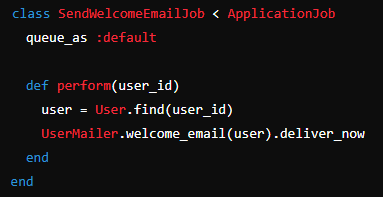 class SendWelcomeEmailJob < ApplicationJob
  queue_as :default

  def perform(user_id)
    user = User.find(user_id)
    UserMailer.welcome_email(user).deliver_now
  end
end